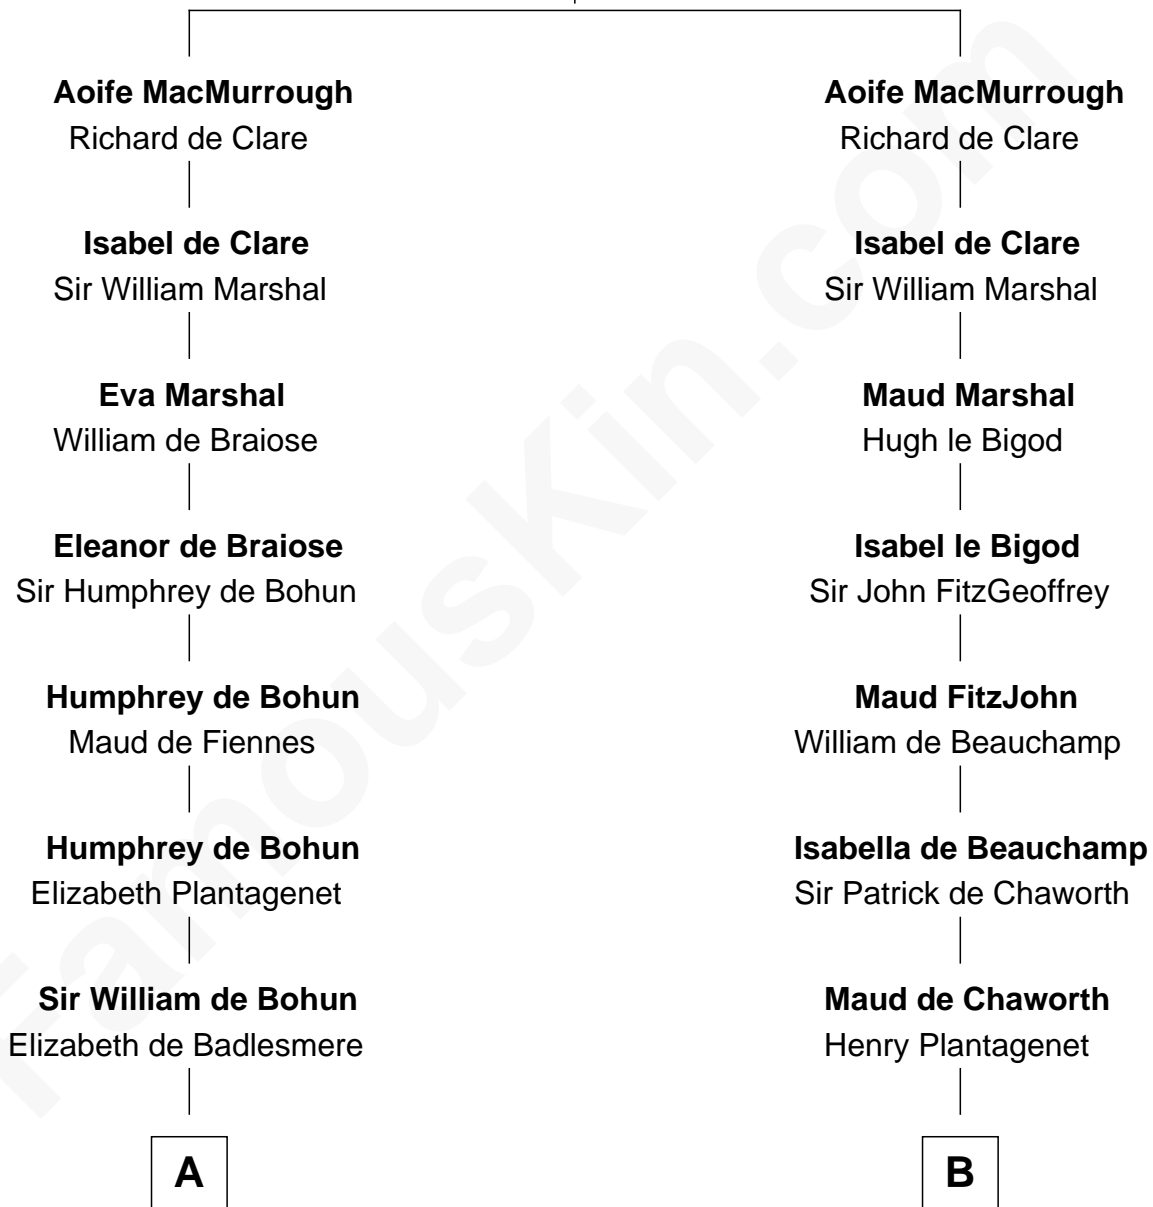 Aoife MacMurrough
Richard de Clare
Isabel de Clare
Sir William Marshal
Eva Marshal
William de Braiose
Eleanor de Braiose
Sir Humphrey de Bohun
Humphrey de Bohun
Maud de Fiennes
Humphrey de Bohun
Elizabeth Plantagenet
Sir William de Bohun
Elizabeth de Badlesmere
A
Aoife MacMurrough
Richard de Clare
Isabel de Clare
Sir William Marshal
Maud Marshal
Hugh le Bigod
Isabel le Bigod
Sir John FitzGeoffrey
Maud FitzJohn
William de Beauchamp
Isabella de Beauchamp
Sir Patrick de Chaworth
Maud de Chaworth
Henry Plantagenet
B
FamousKin.com